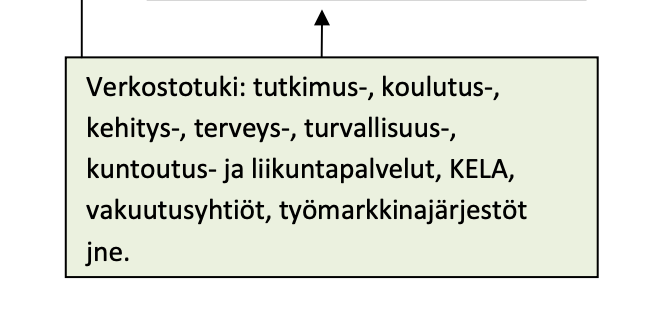 Verkostotuki: tutkimus-, koulutus-,
kehitys-, terveys-, turvallisuus-,
kuntoutus- ja liikuntapalvelut, KELA,
vakuutusyhtiöt, työmarkkinajärjestöt
jne.